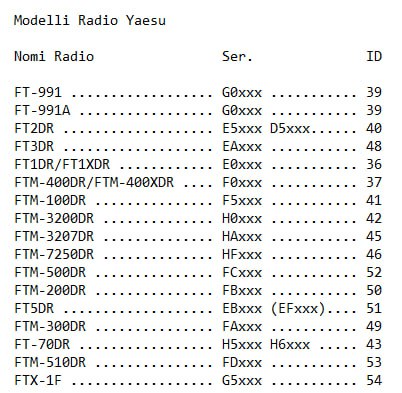 Modelli Radio Yaesu
Nomi Radio Ser. ID
FT-991 .................. G0xxx ........... 39
FT-991A ................. G0xxx ........... 39
FT2DR ................... E5xxx D5xxx...... 40
FT3DR ................... EAxxx ........... 48
FT1DR/FT1XDR ............ E0xxx ........... 36
FTM-400DR/FTM-400XDR .... F0xxx ........... 37
FTM-100DR ............... F5xxx ........... 41
FTM-3200DR .............. H0xxx ........... 42
FTM-3207DR .............. HAxxx ........... 45
FTM-7250DR .............. HFxxx ........... 46
FTM-500DR ............... FCxxx ........... 52
FTM-200DR ............... FBxxx ........... 50
FT5DR ................... EBxxx (EFxxx).... 51
FTM-300DR ............... FAxxx ........... 49
FT-70DR ................. H5xxx H6xxx ..... 43
FTM-510DR ............... FDxxx ........... 53
FTX-1F .................. G5xxx ........... 54